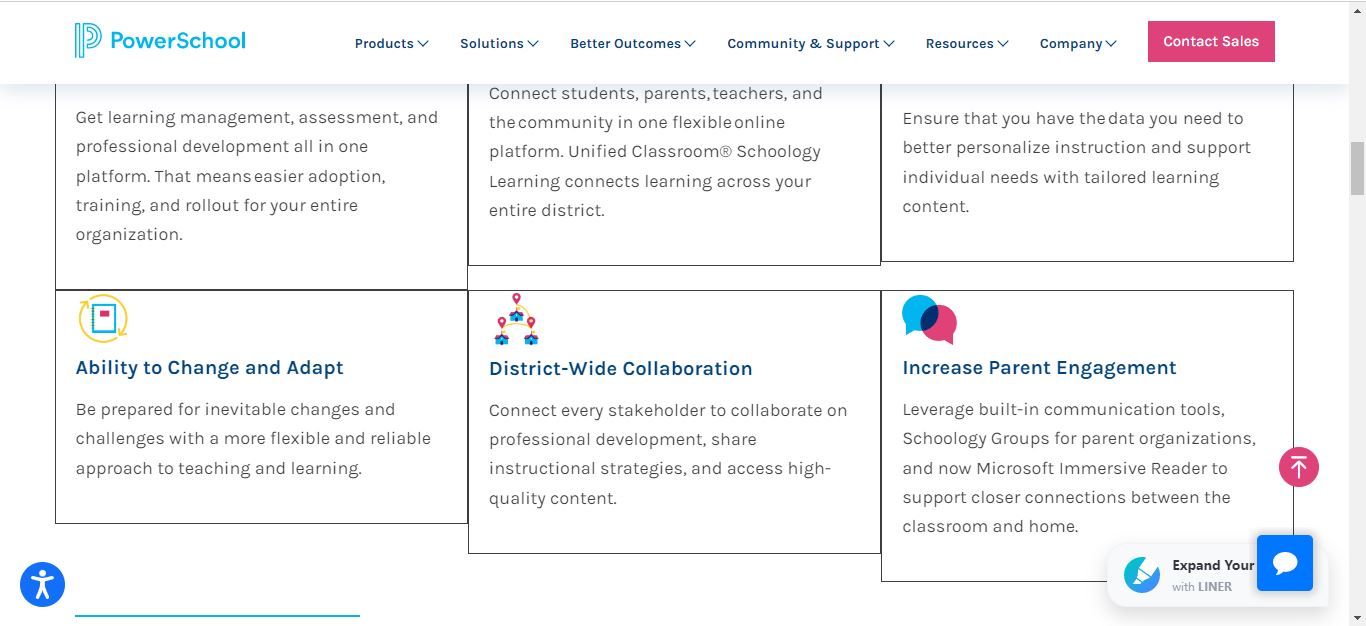 PowerSchool
Products
Solutions
Better Outcomes
Community & Support
Resources
Company
Contact Sales
Get learning management, assessment, and
professional development all in one
platform. That means easier adoption,
training, and rollout for your entire
organization.
Connect students, parents, teachers, and
the community in one flexible online
platform. Unified Classroom® Schoology
Learning connects learning across your
entire district.
Ensure that you have the data you need to
better personalize instruction and support
individual needs with tailored learning
content.
Ability to Change and Adapt
Be prepared for inevitable changes and
challenges with a more flexible and reliable
approach to teaching and learning.
District-Wide Collaboration
Connect every stakeholder to collaborate on
professional development, share
instructional strategies, and access high-
quality content.
Increase Parent Engagement
Leverage built-in communication tools,
Schoology Groups for parent organizations,
and now Microsoft Immersive Reader to
support closer connections between the
classroom and home.
Expand Your
with LINER